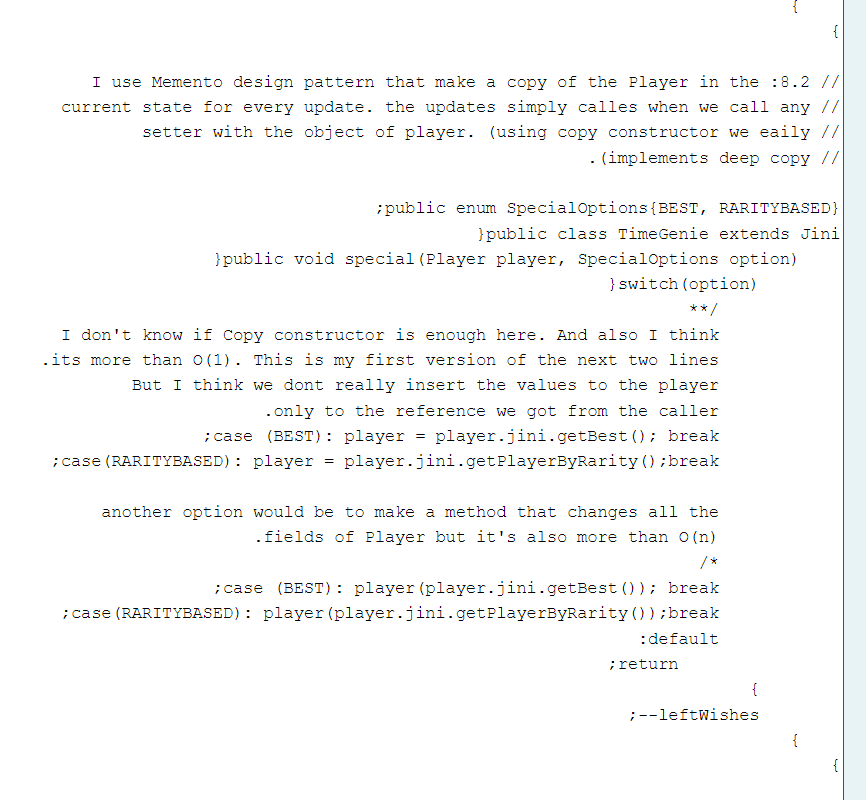 {
{
I use Memento design pattern that make a copy of the Player in the :8.2 //
current state for every update. the updates simply calles when we call any //
setter with the object of player. (using copy constructor we eaily //
.(implements deep copy //
;public enum SpecialOptions{BEST, RARITYBASED}
}public class TimeGenie extends Jini
}public void special(Player player, SpecialOptions option)
}switch(option)
**/
I don't know if Copy constructor is enough here. And also I think
.its more than O(1). This is my first version of the next two lines
But I think we dont really insert the values to the player
.only to the reference we got from the caller
;case (BEST): player = player.jini.getBest(); break
;case(RARITYBASED): player = player.jini.getPlayerByRarity();break
another option would be to make a method that changes all the
.fields of Player but it's also more than O(n)
/*
;case (BEST): player(player.jini.getBest()); break
;case(RARITYBASED): player(player.jini.getPlayerByRarity());break
:default
;return
{
;--leftWishes
{
{